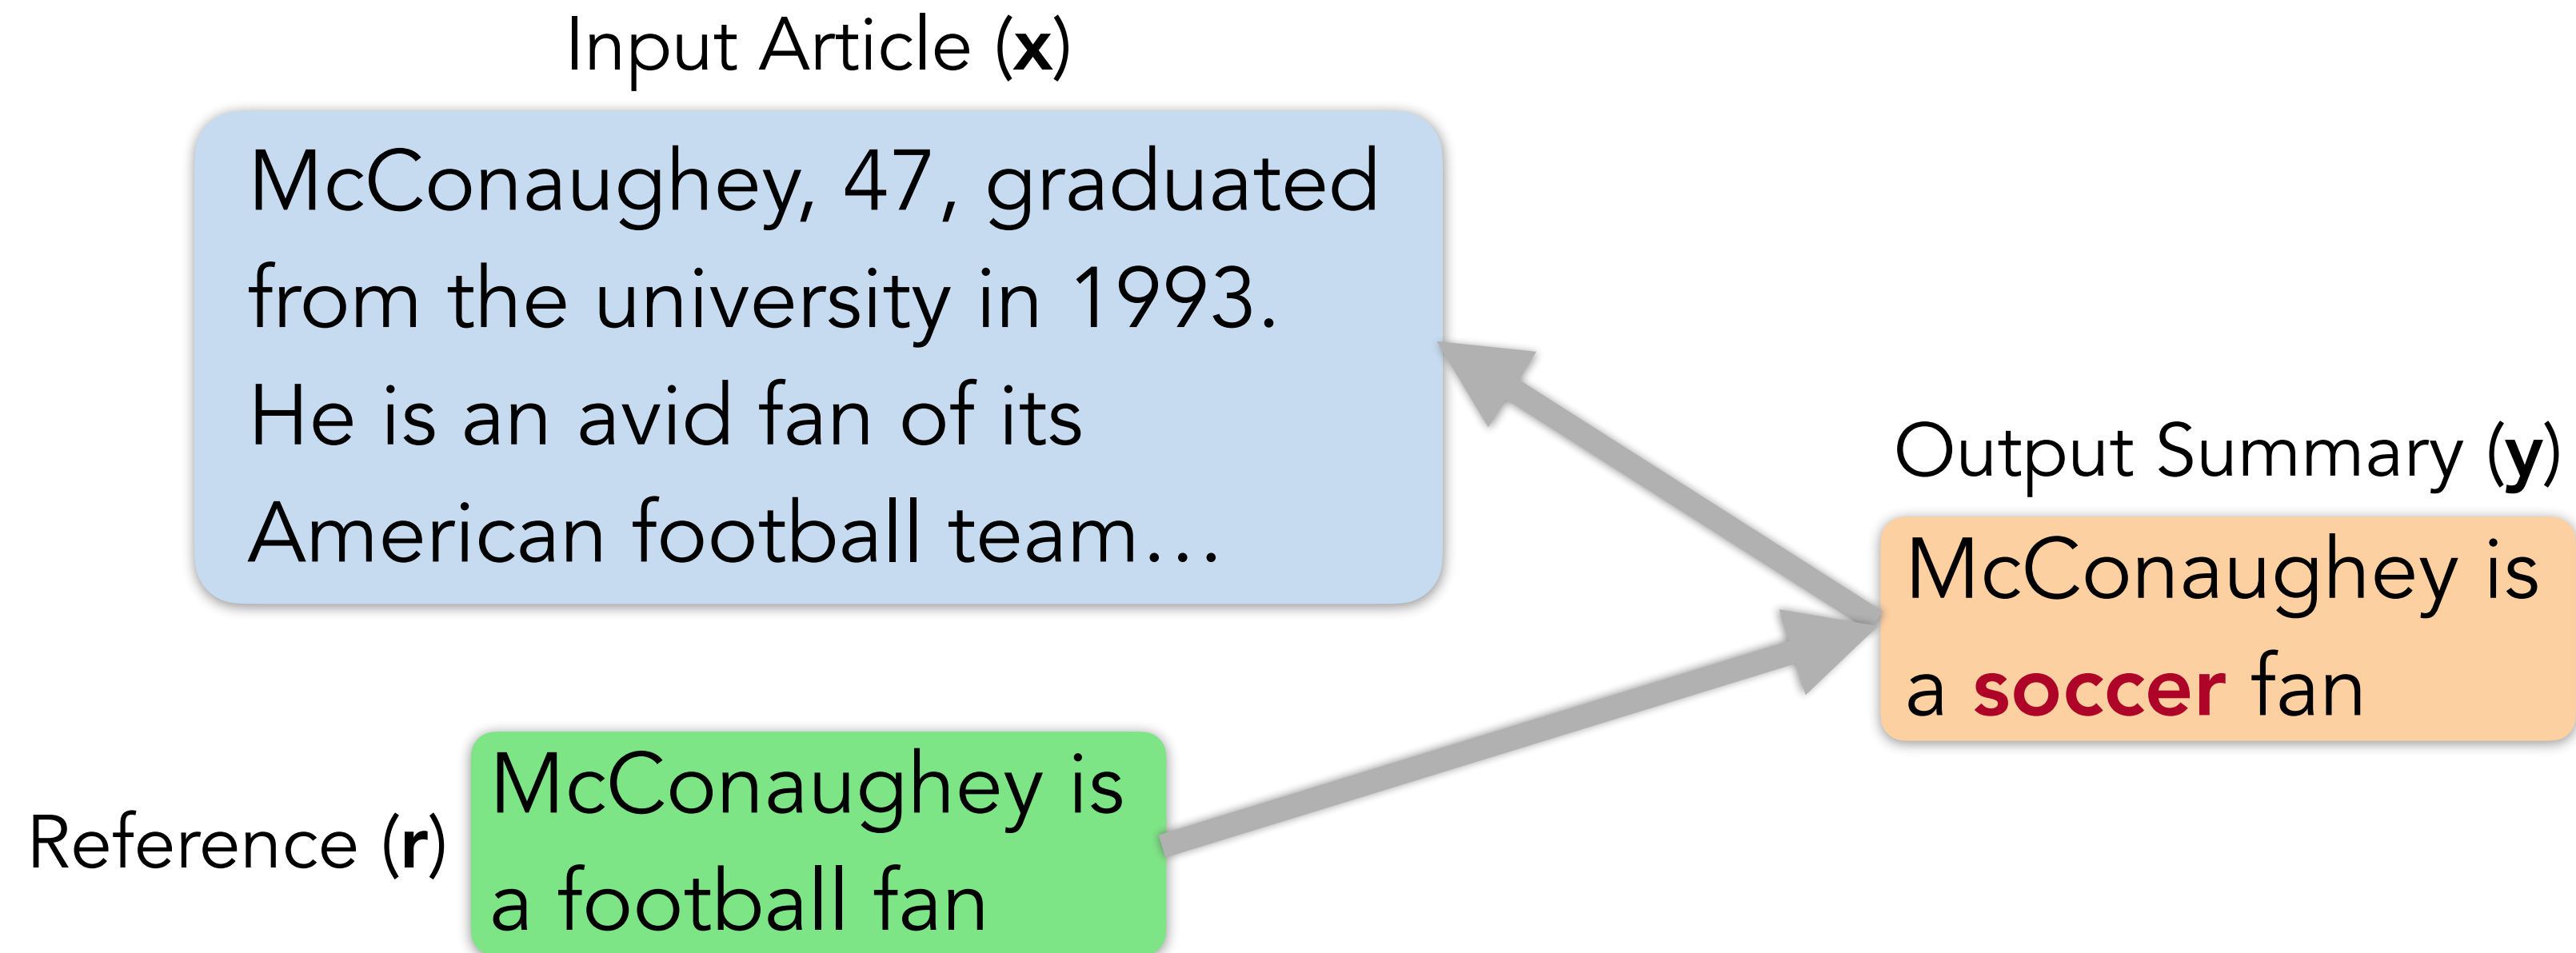 Input Article (x)
McConaughey, 47, graduated
from the university in 1993.
He is an avid fan of its
American football team…
Output Summary (y)
McConaughey is
a soccer fan
Reference (r)
McConaughey is
a football fan